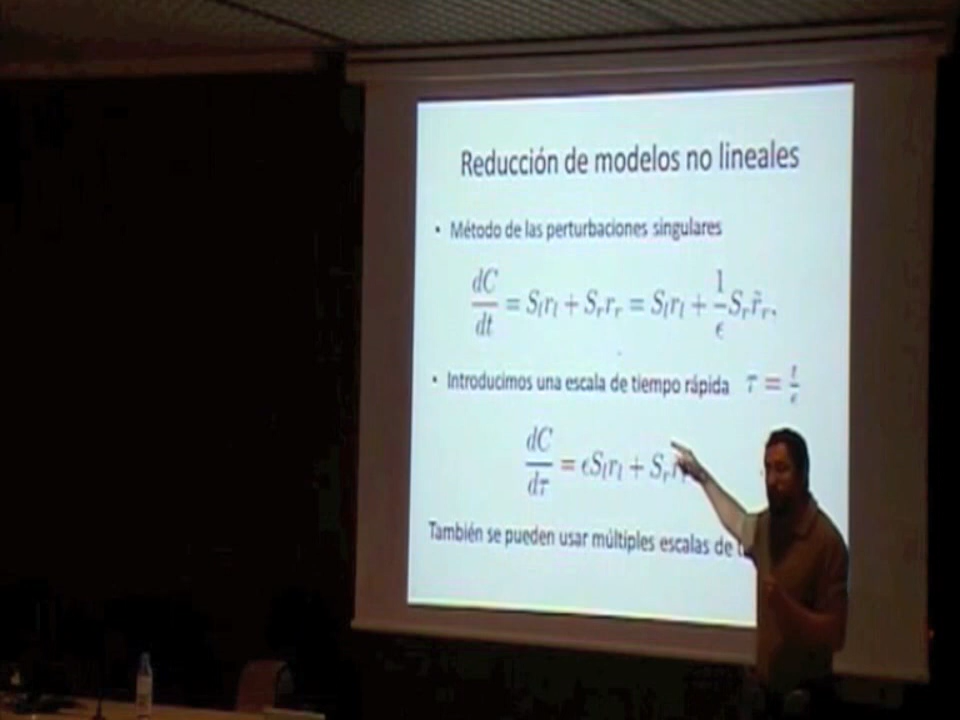 Reducción de modelos no lineales
• Método de las perturbaciones singulares
dC/dt = S_l r_l + S_r r_r = S_l r_l + 1/ϵ S_r r̃_r.
• Introducimos una escala de tiempo rápida τ = t/ϵ
dC/dτ = ϵS_l r_l + S_r
También se pueden usar múltiples escalas de